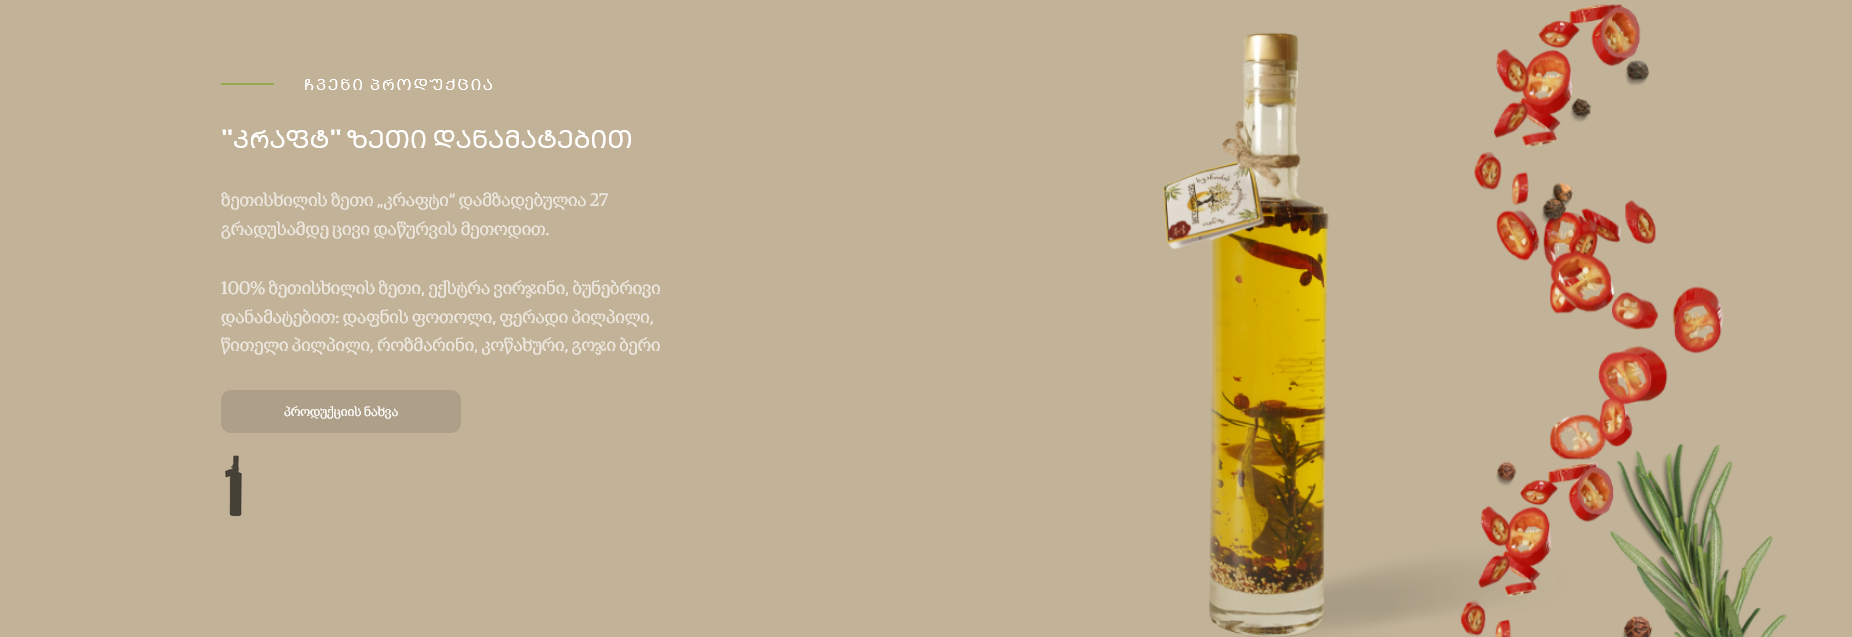 ჩვენი პროდუქცია
"კრაფტ" ზეთი დანამატებით
ზეთისხილის ზეთი „კრაფტი“ დამზადებულია 27
გრადუსამდე ცივი დაწურვის მეთოდით.
100% ზეთისხილის ზეთი, ექსტრა ვირჯინი, ბუნებრივი
დანამატებით: დაფნის ფოთოლი, ფერადი პილპილი,
წითელი პილპილი, როზმარინი, კოწახური, გოჯი ბერი
პროდუქციის ნახვა